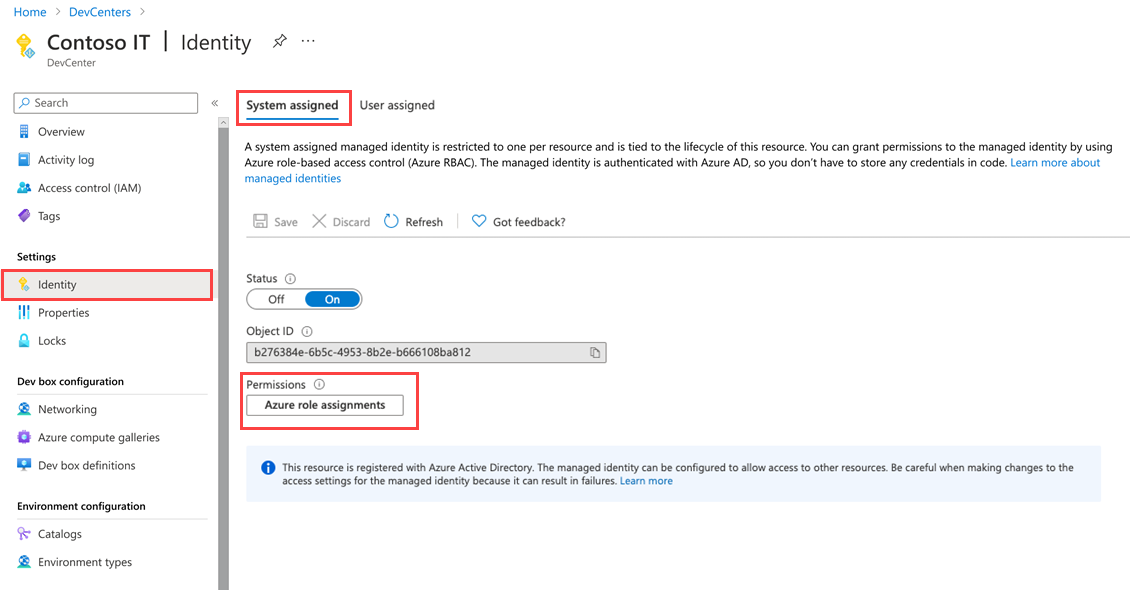 Home > DevCenters >
Contoso IT | Identity ...
DevCenter
Search «
Overview
Activity log
Access control (IAM)
Tags
Settings
Identity
Properties
Locks
Dev box configuration
Networking
Azure compute galleries
Dev box definitions
Environment configuration
Catalogs
Environment types
System assigned User assigned
A system assigned managed identity is restricted to one per resource and is tied to the lifecycle of this resource. You can grant permissions to the managed identity by using
Azure role-based access control (Azure RBAC). The managed identity is authenticated with Azure AD, so you don't have to store any credentials in code. Learn more about
managed identities
Save Discard Refresh Got feedback?
Status
Off On
Object ID
b276384e-6b5c-4953-8b2e-b666108ba812
Permissions
Azure role assignments
This resource is registered with Azure Active Directory. The managed identity can be configured to allow access to other resources. Be careful when making changes to the
access settings for the managed identity because it can result in failures. Learn more